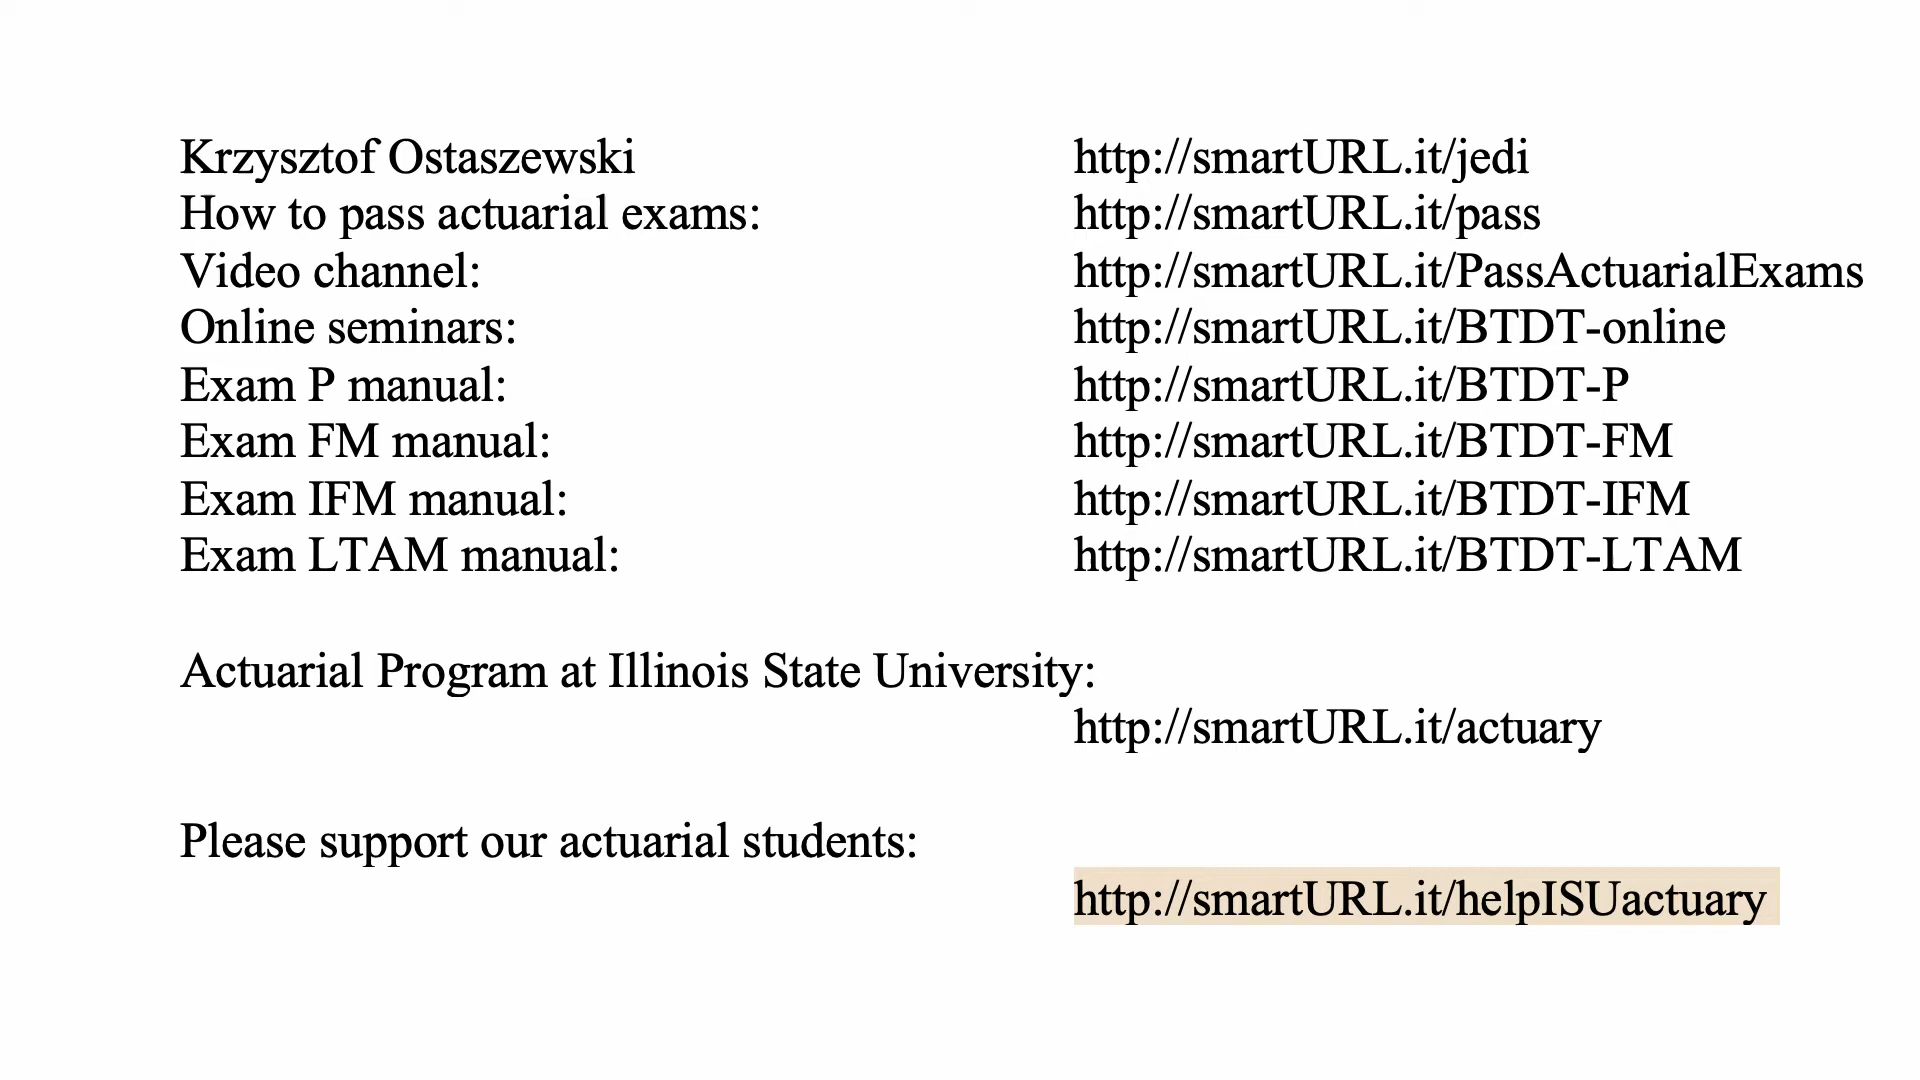 Krzysztof Ostaszewski http://smartURL.it/jedi
How to pass actuarial exams: http://smartURL.it/pass
Video channel: http://smartURL.it/PassActuarialExams
Online seminars: http://smartURL.it/BTDT-online
Exam P manual: http://smartURL.it/BTDT-P
Exam FM manual: http://smartURL.it/BTDT-FM
Exam IFM manual: http://smartURL.it/BTDT-IFM
Exam LTAM manual: http://smartURL.it/BTDT-LTAM
Actuarial Program at Illinois State University:
http://smartURL.it/actuary
Please support our actuarial students:
http://smartURL.it/helpISUactuary